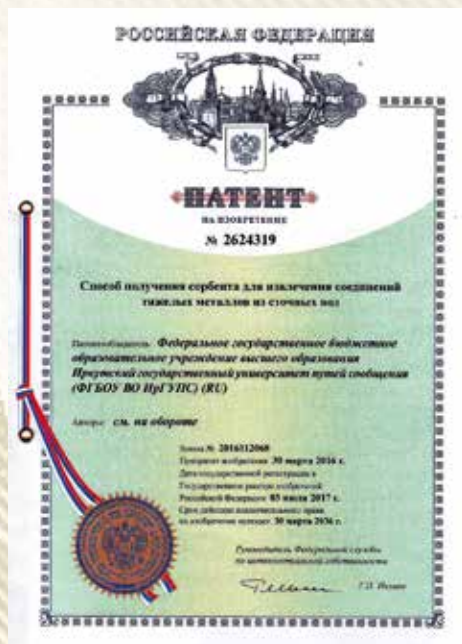 РОССИЙСКАЯ ФЕДЕРАЦИЯ
ПАТЕНТ
НА ИЗОБРЕТЕНИЕ
№ 2624319
Способ получения сорбента для извлечения соединений
тяжелых металлов из сточных вод
Патентообладатель: Федеральное государственное бюджетное
образовательное учреждение высшего образования
Иркутский государственный университет путей сообщения
(ФГБОУ ВО ИрГУПС) (RU)
Авторы: см. на обороте
Заявка № 2016112068
Приоритет изобретения 30 марта 2016 г.
Дата государственной регистрации в
Государственном реестре изобретений
Российской Федерации 03 июля 2017 г.
Срок действия исключительного права
на изобретение истекает 30 марта 2036 г.
Руководитель Федеральной службы
по интеллектуальной собственности
Г.П. Ивлиев